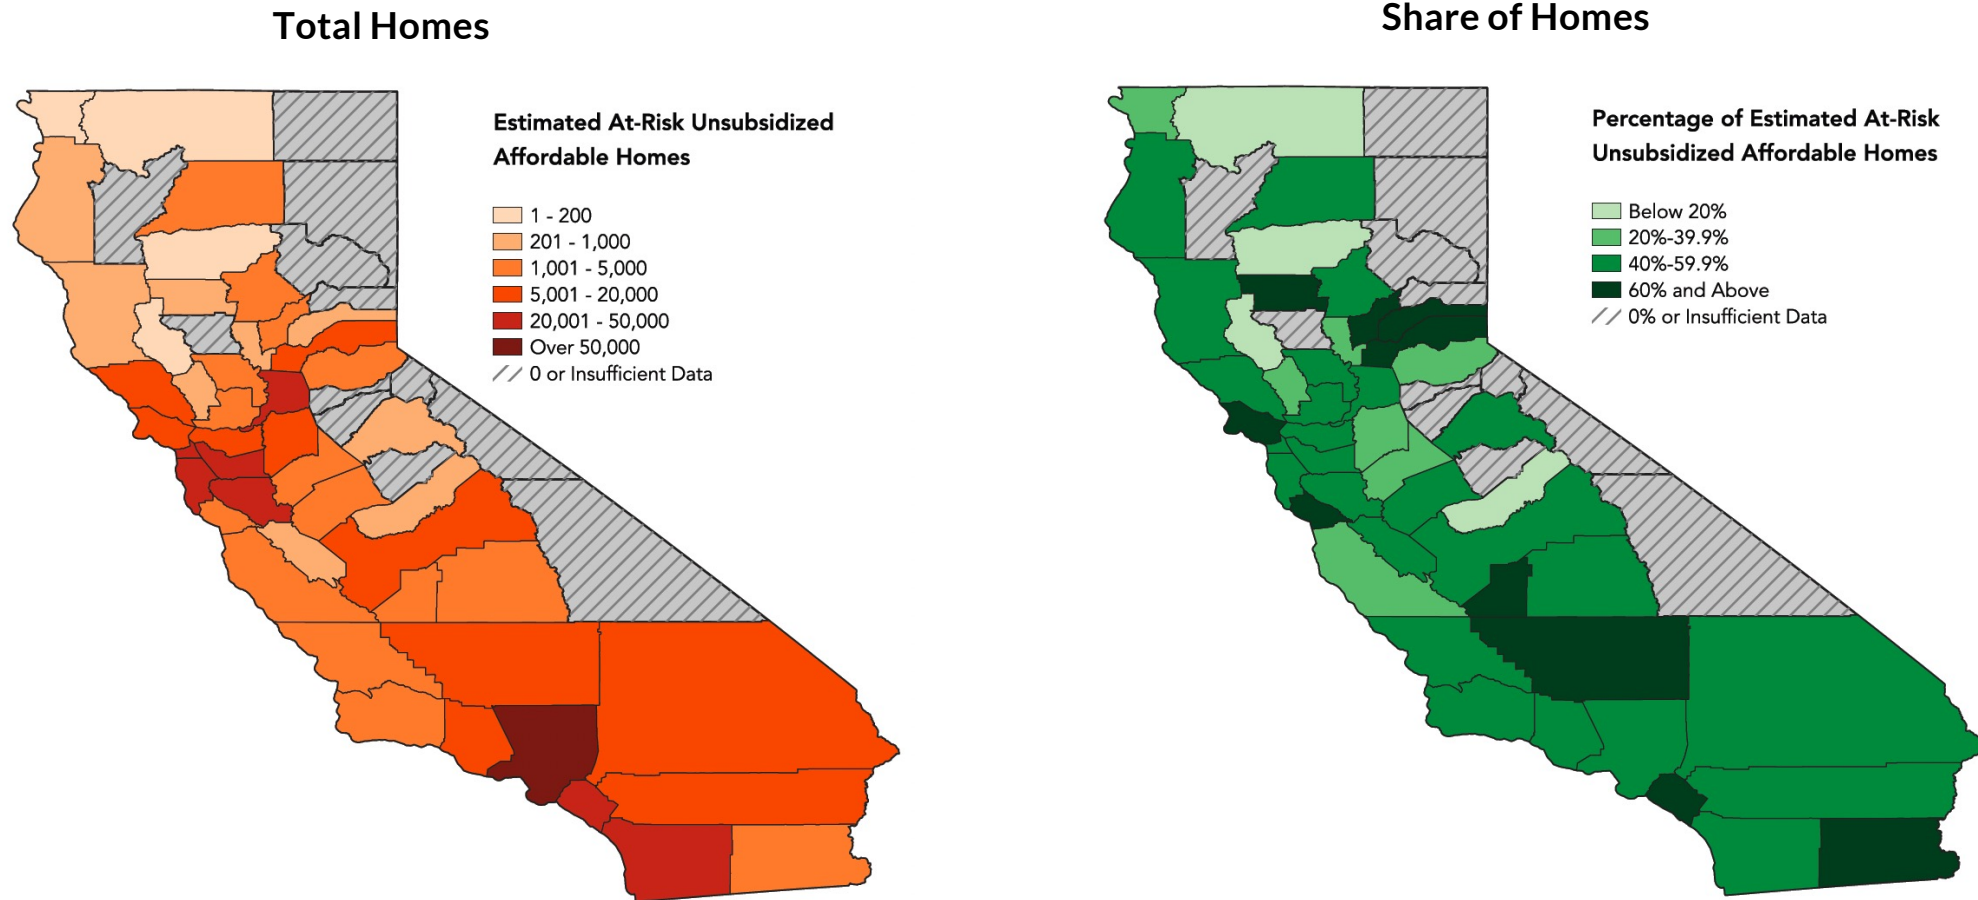 Total Homes
Estimated At-Risk Unsubsidized
Affordable Homes
1 - 200
201 - 1,000
1,001 - 5,000
5,001 - 20,000
20,001 - 50,000
Over 50,000
0 or Insufficient Data
Share of Homes
Percentage of Estimated At-Risk
Unsubsidized Affordable Homes
Below 20%
20%-39.9%
40%-59.9%
60% and Above
0% or Insufficient Data